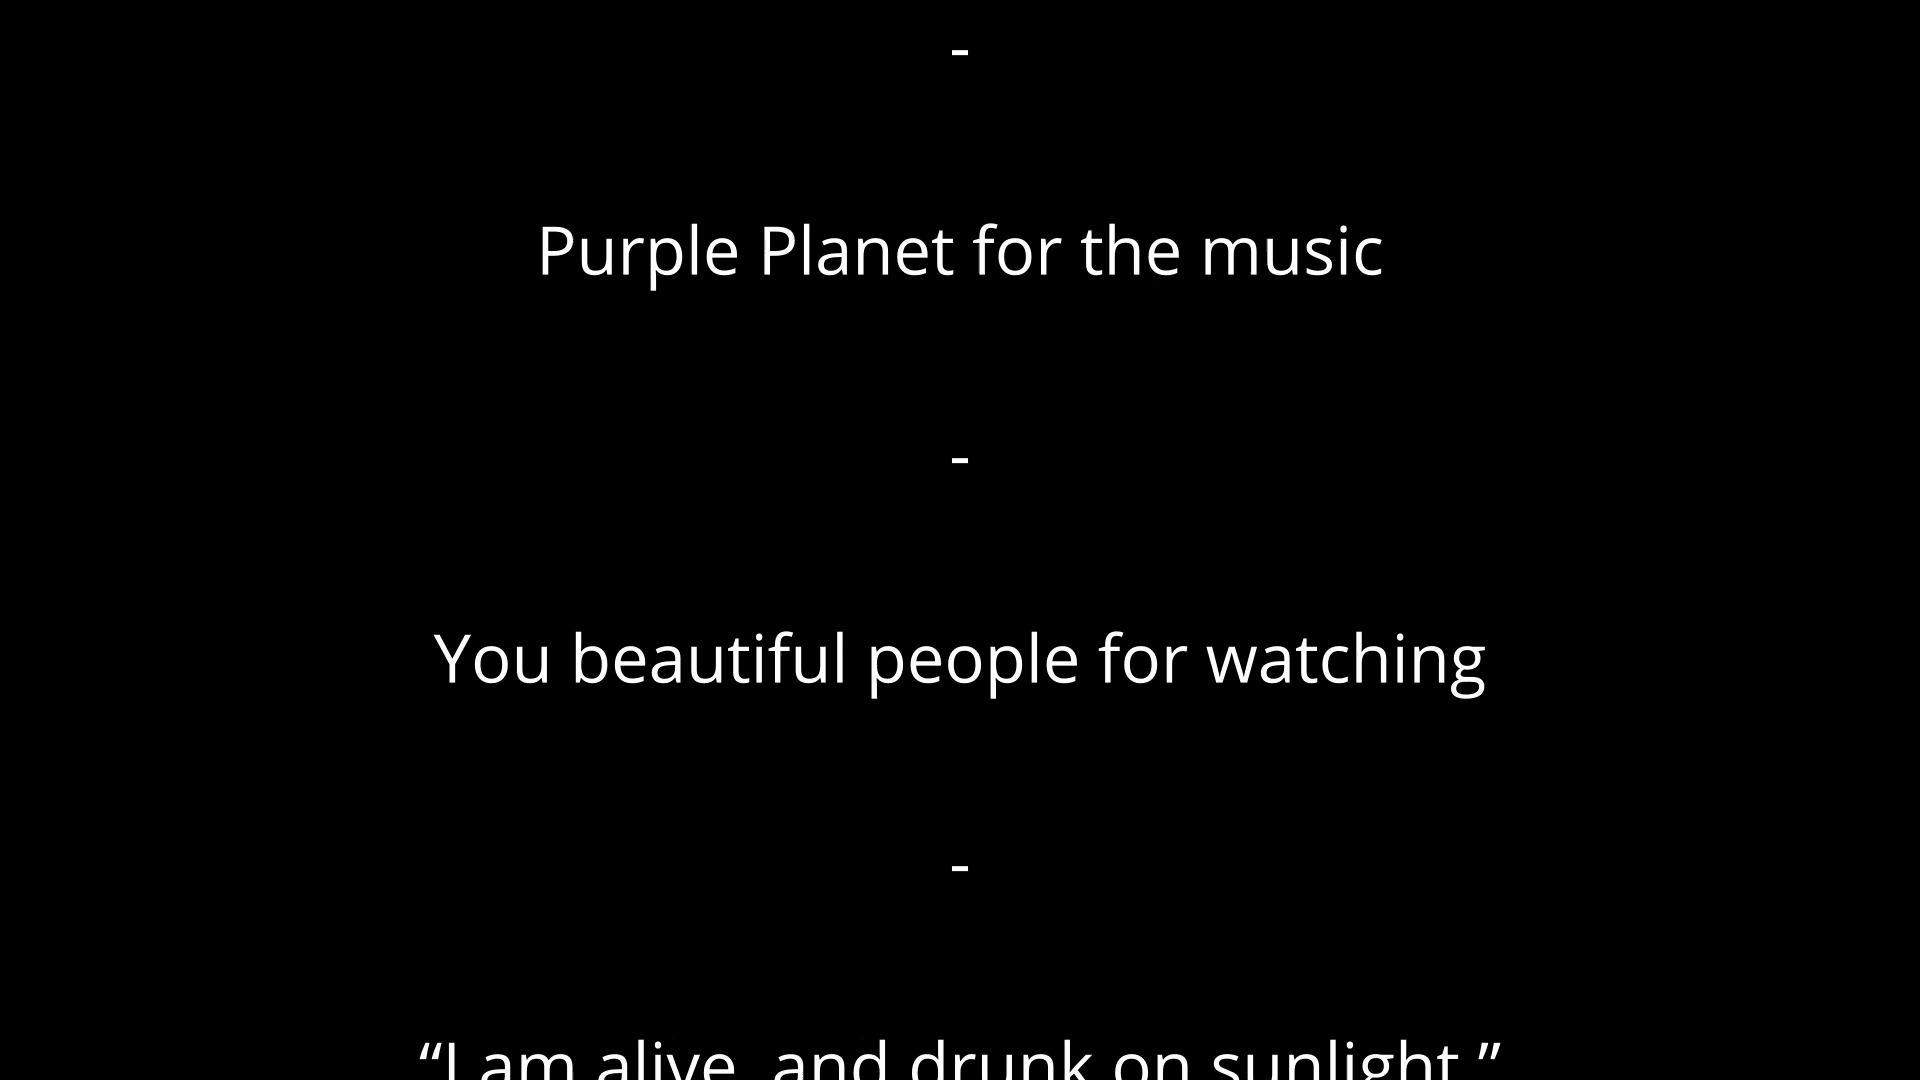 -
Purple Planet for the music
-
You beautiful people for watching
-
“I am alive, and drunk on sunlight.”